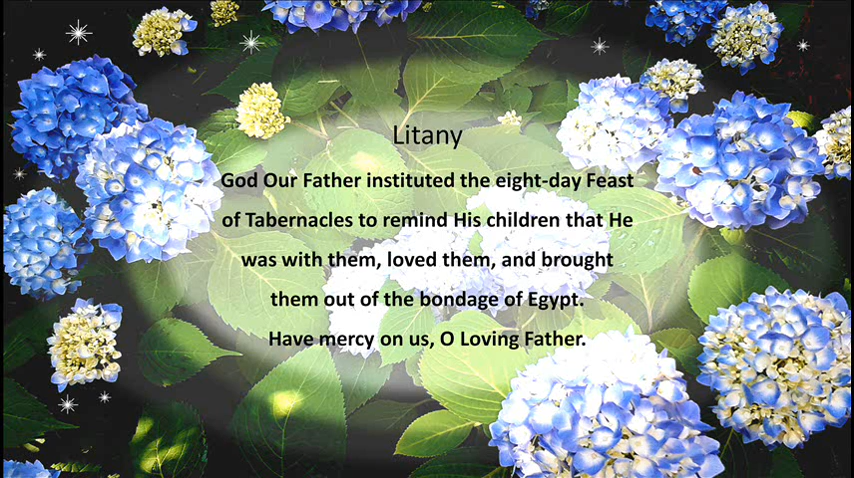 Litany
God Our Father instituted the eight-day Feast
of Tabernacles to remind His children that He
was with them, loved them, and brought
them out of the bondage of Egypt.
Have mercy on us, O Loving Father.